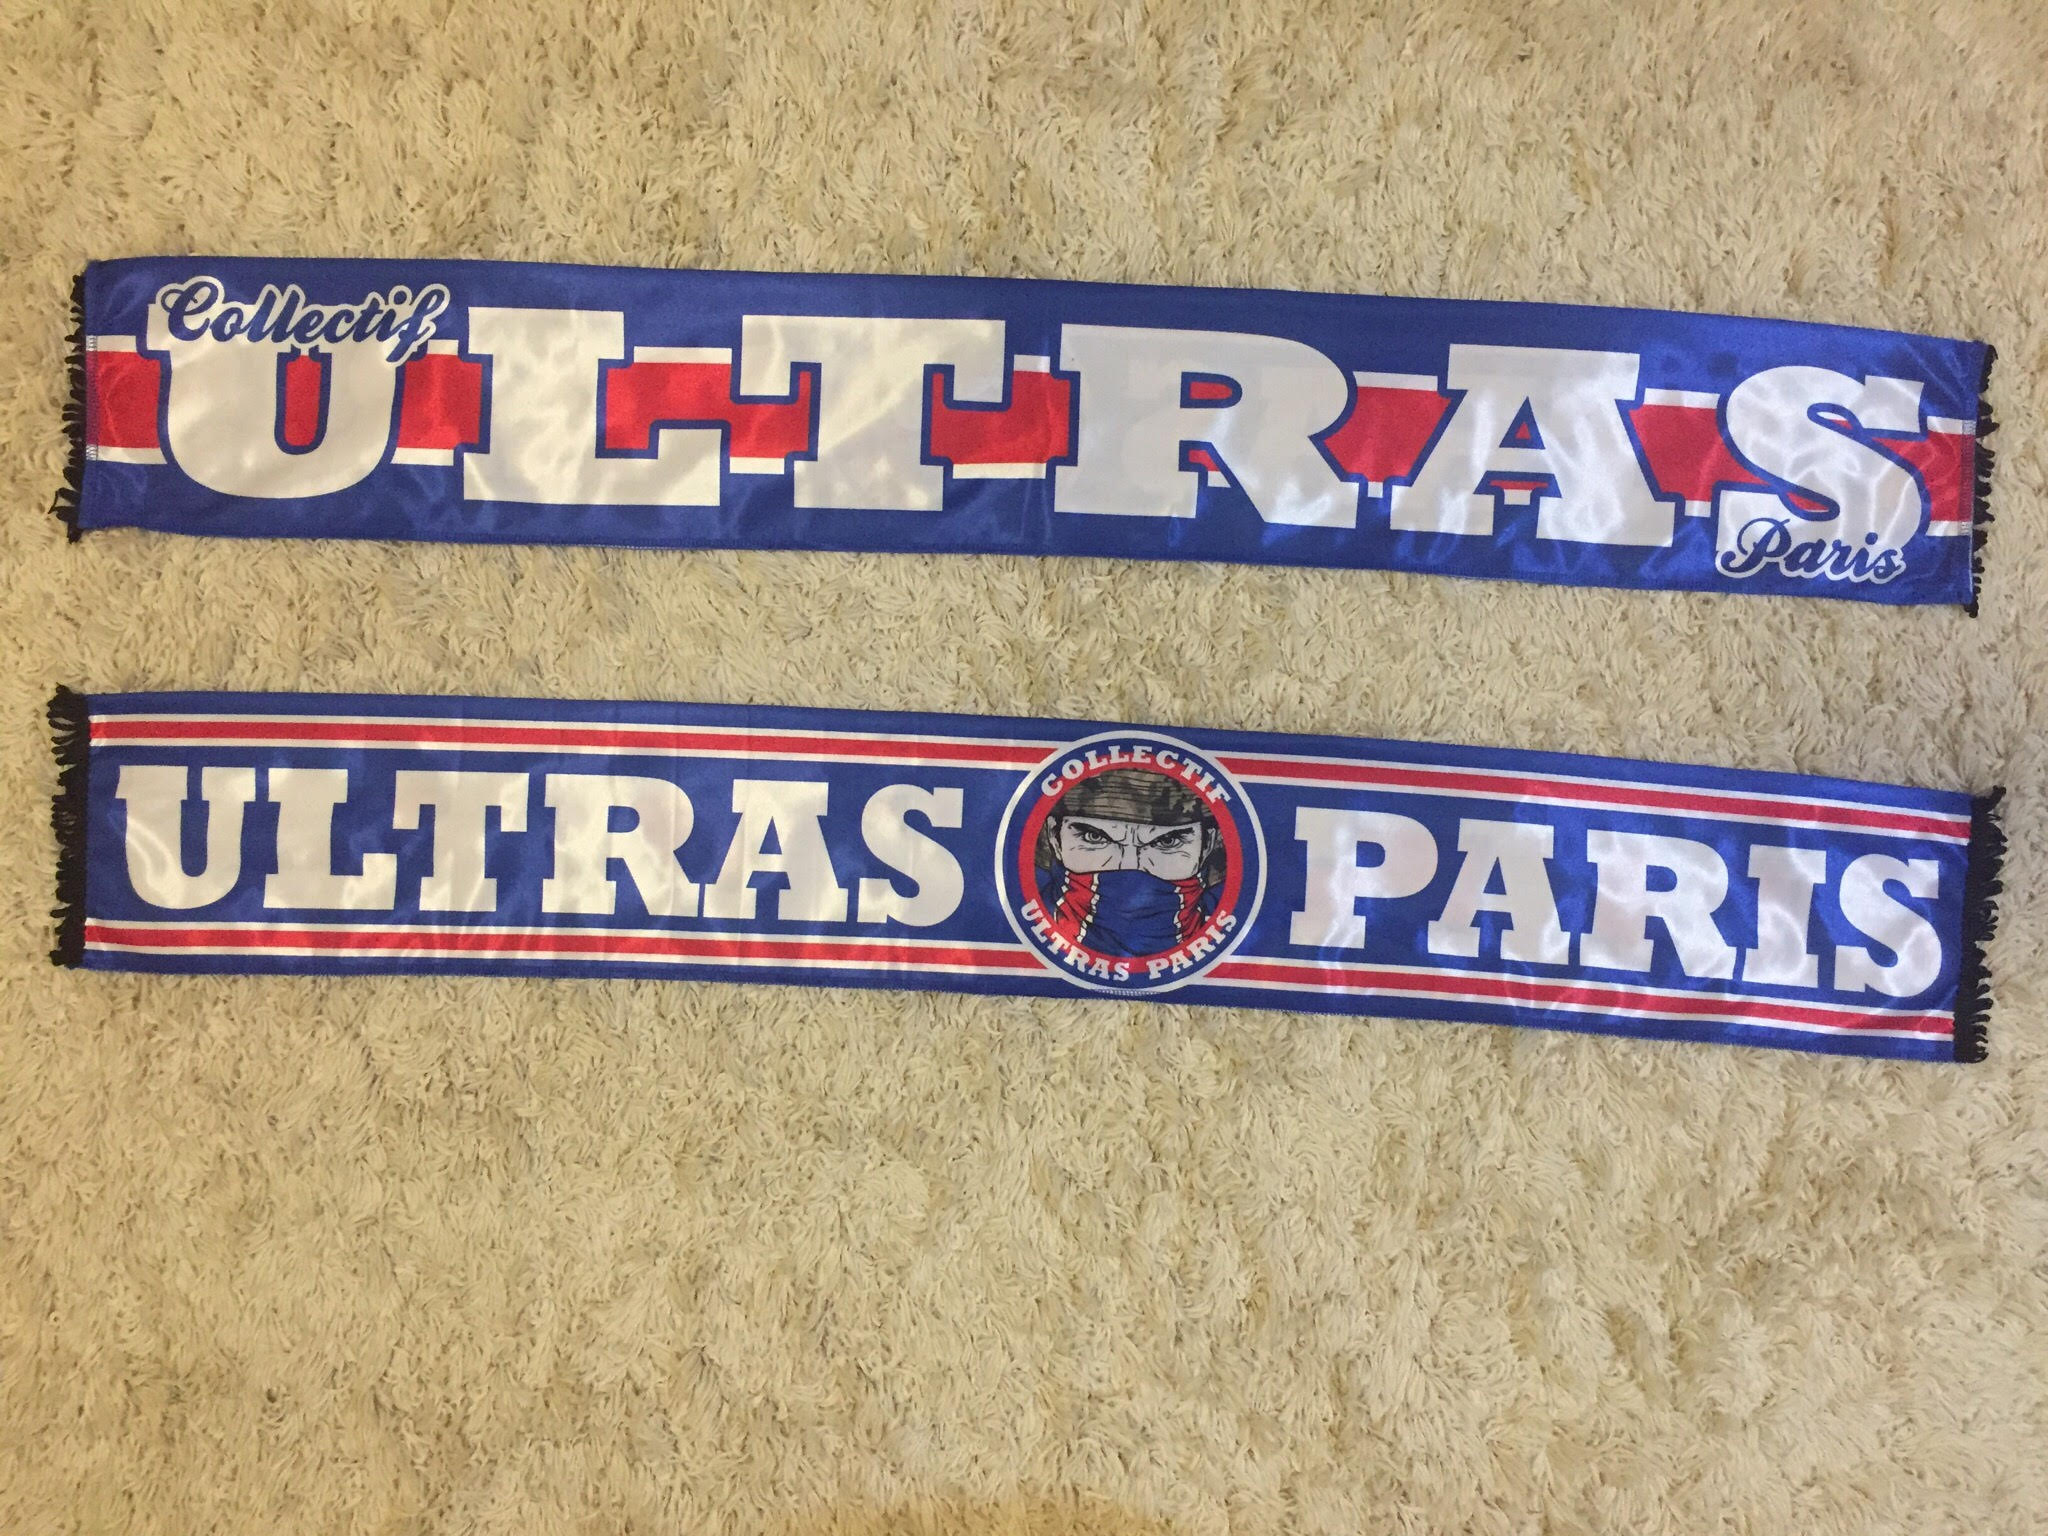 Collectif
ULTRAS
Paris
ULTRAS
COLLECTIF
ULTRAS PARIS
PARIS